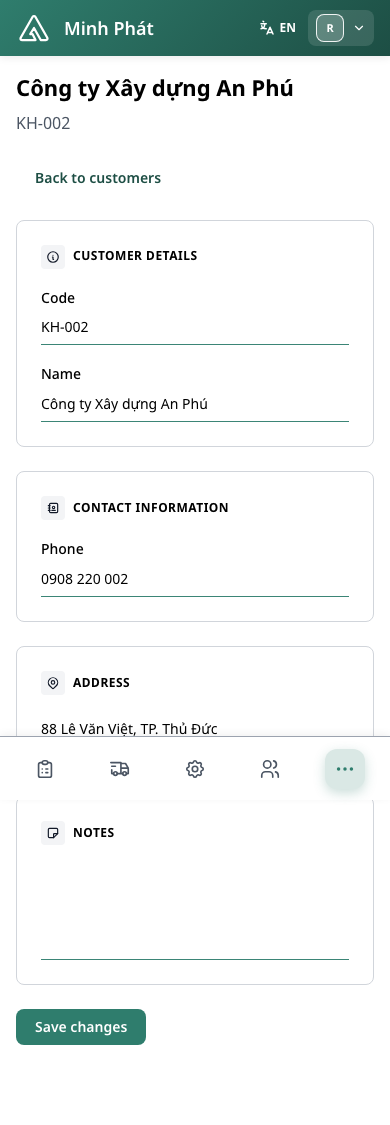 Minh Phát
EN
R
Công ty Xây dựng An Phú
KH-002
Back to customers
CUSTOMER DETAILS
Code
KH-002
Name
Công ty Xây dựng An Phú
CONTACT INFORMATION
Phone
0908 220 002
ADDRESS
88 Lê Văn Việt, TP. Thủ Đức
NOTES
Save changes